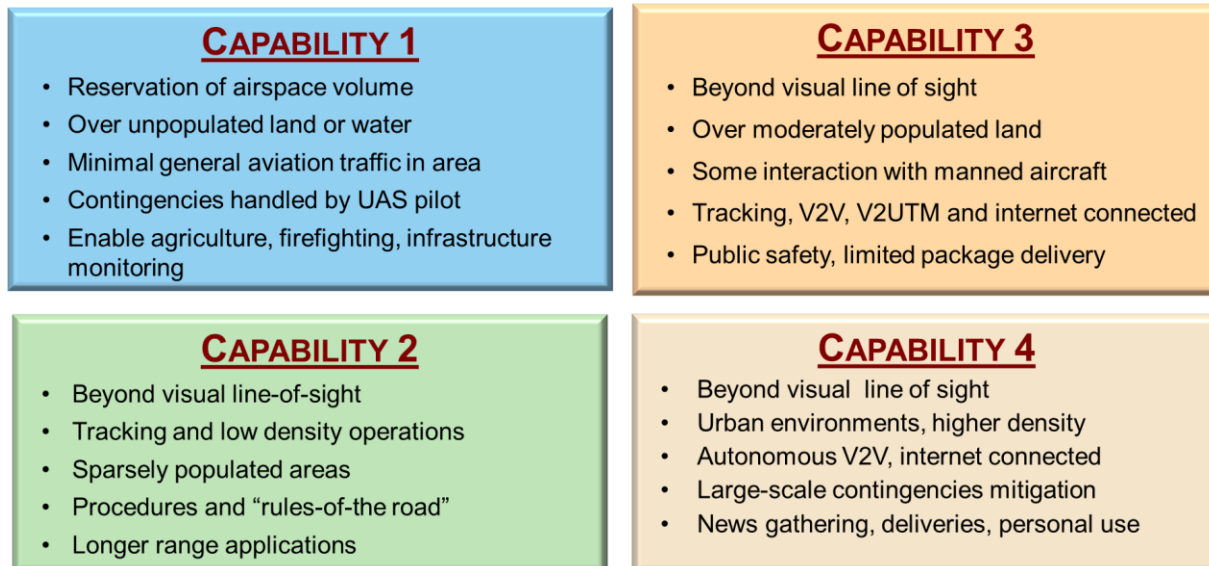 CAPABILITY 1
• Reservation of airspace volume
• Over unpopulated land or water
• Minimal general aviation traffic in area
• Contingencies handled by UAS pilot
• Enable agriculture, firefighting, infrastructure
monitoring
CAPABILITY 2
• Beyond visual line-of-sight
• Tracking and low density operations
• Sparsely populated areas
• Procedures and “rules-of-the road”
• Longer range applications
CAPABILITY 3
• Beyond visual line of sight
• Over moderately populated land
• Some interaction with manned aircraft
• Tracking, V2V, V2UTM and internet connected
• Public safety, limited package delivery
CAPABILITY 4
• Beyond visual line of sight
• Urban environments, higher density
• Autonomous V2V, internet connected
• Large-scale contingencies mitigation
• News gathering, deliveries, personal use